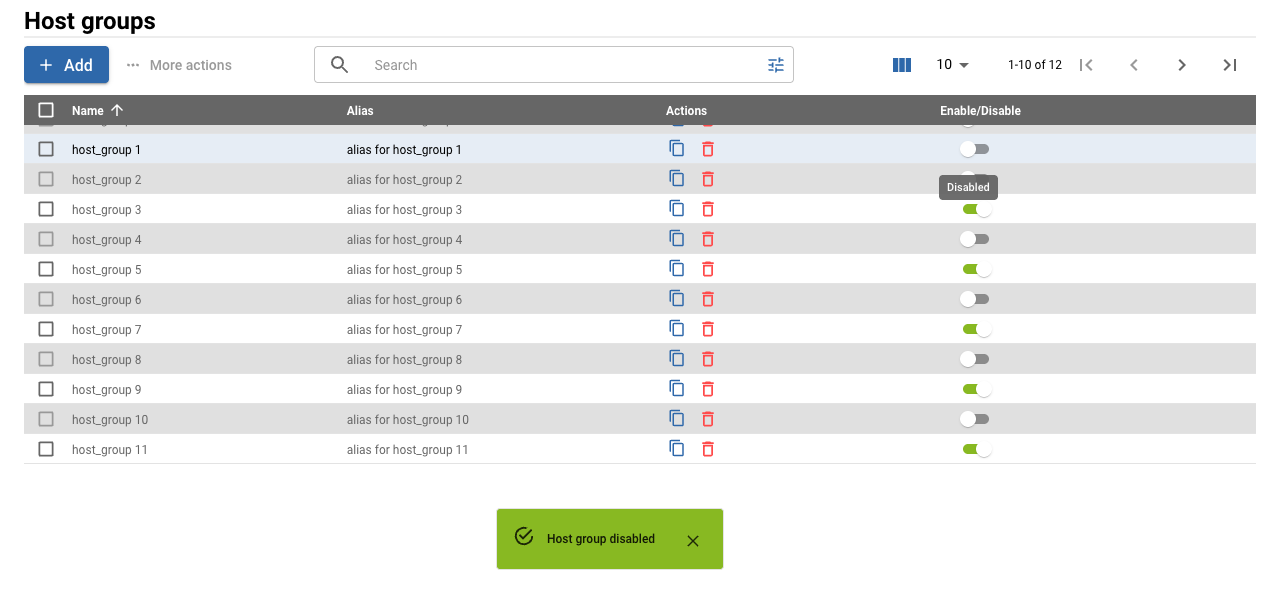 Host groups
Add
More actions
Search
10
1-10 of 12
Name Alias Actions Enable/Disable
host_group 1 alias for host_group 1
host_group 2 alias for host_group 2
Disabled
host_group 3 alias for host_group 3
host_group 4 alias for host_group 4
host_group 5 alias for host_group 5
host_group 6 alias for host_group 6
host_group 7 alias for host_group 7
host_group 8 alias for host_group 8
host_group 9 alias for host_group 9
host_group 10 alias for host_group 10
host_group 11 alias for host_group 11
Host group disabled